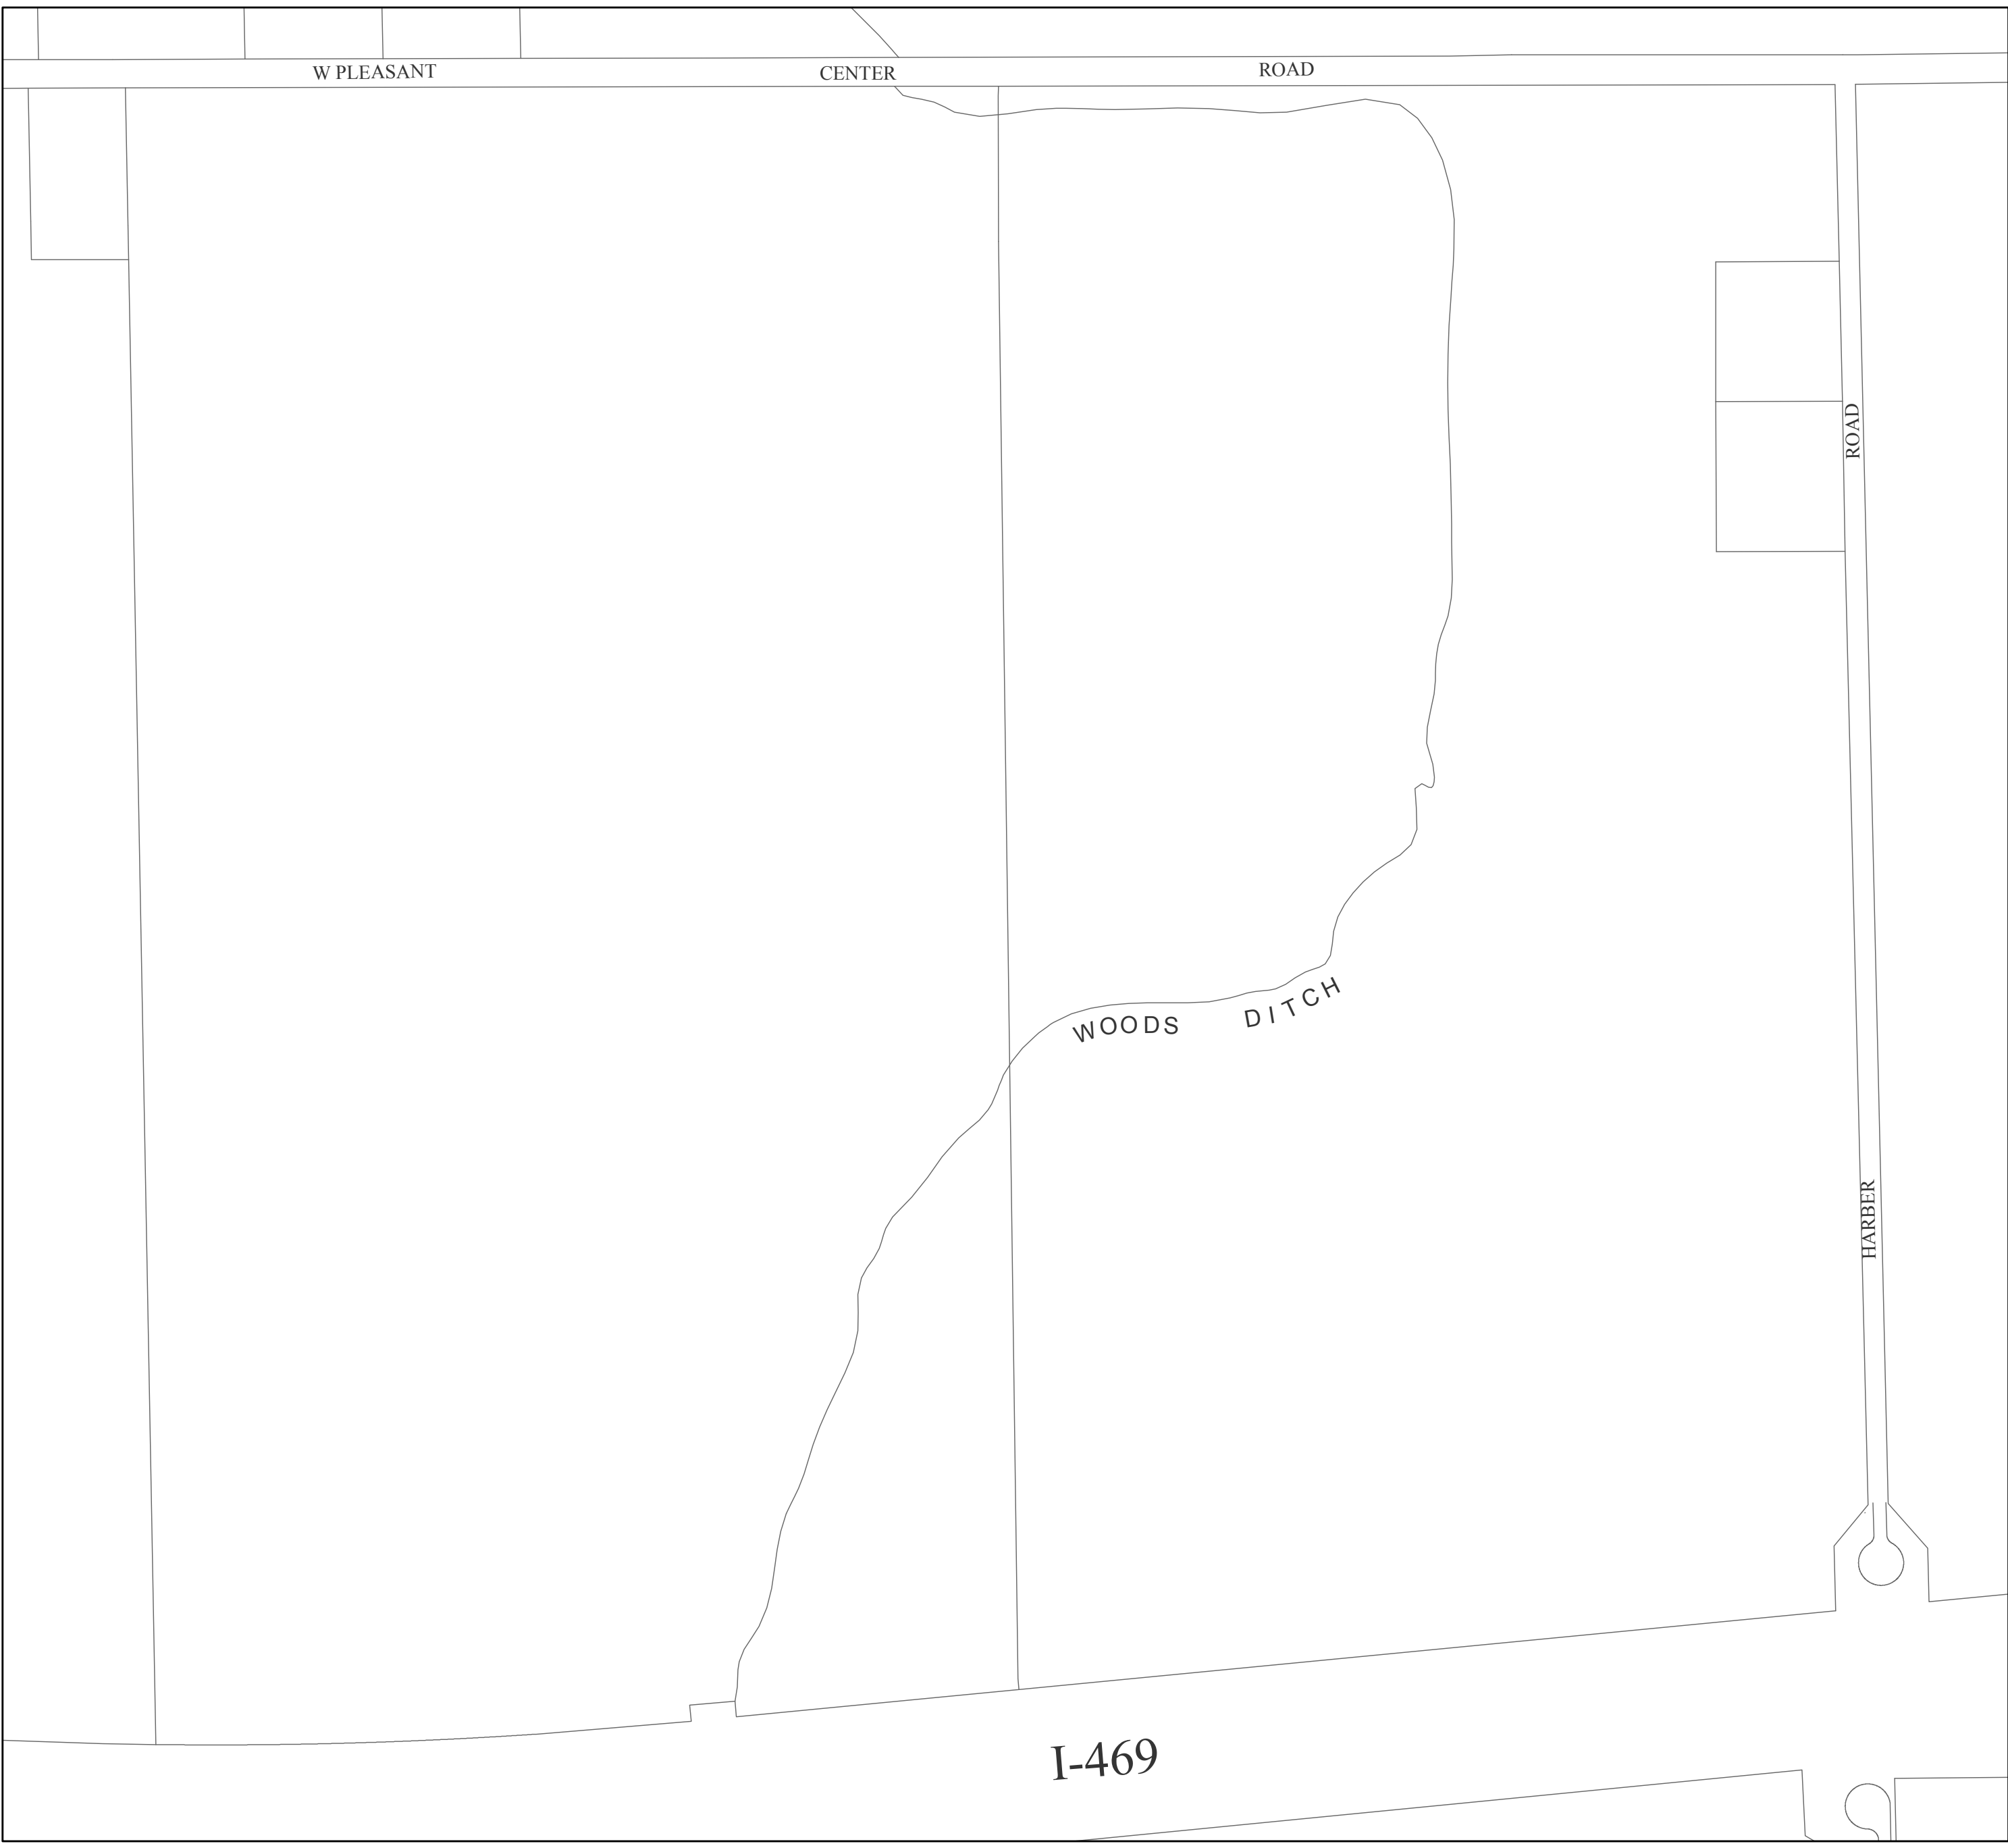 W PLEASANT CENTER ROAD
ROAD
WOODS DITCH
HARBER
I-469